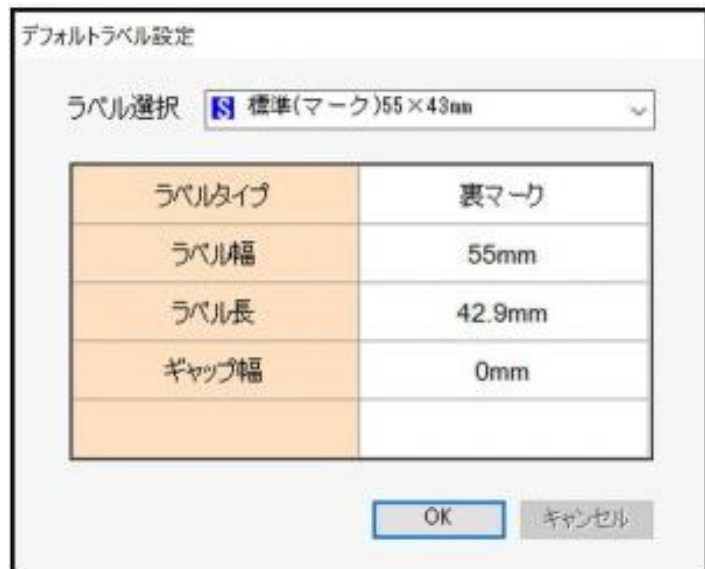 デフォルトラベル設定
ラベル選択 S 標準(マーク)55×43mm
ラベルタイプ 裏マーク
ラベル幅 55mm
ラベル長 42.9mm
ギャップ幅 0mm
OK キャンセル